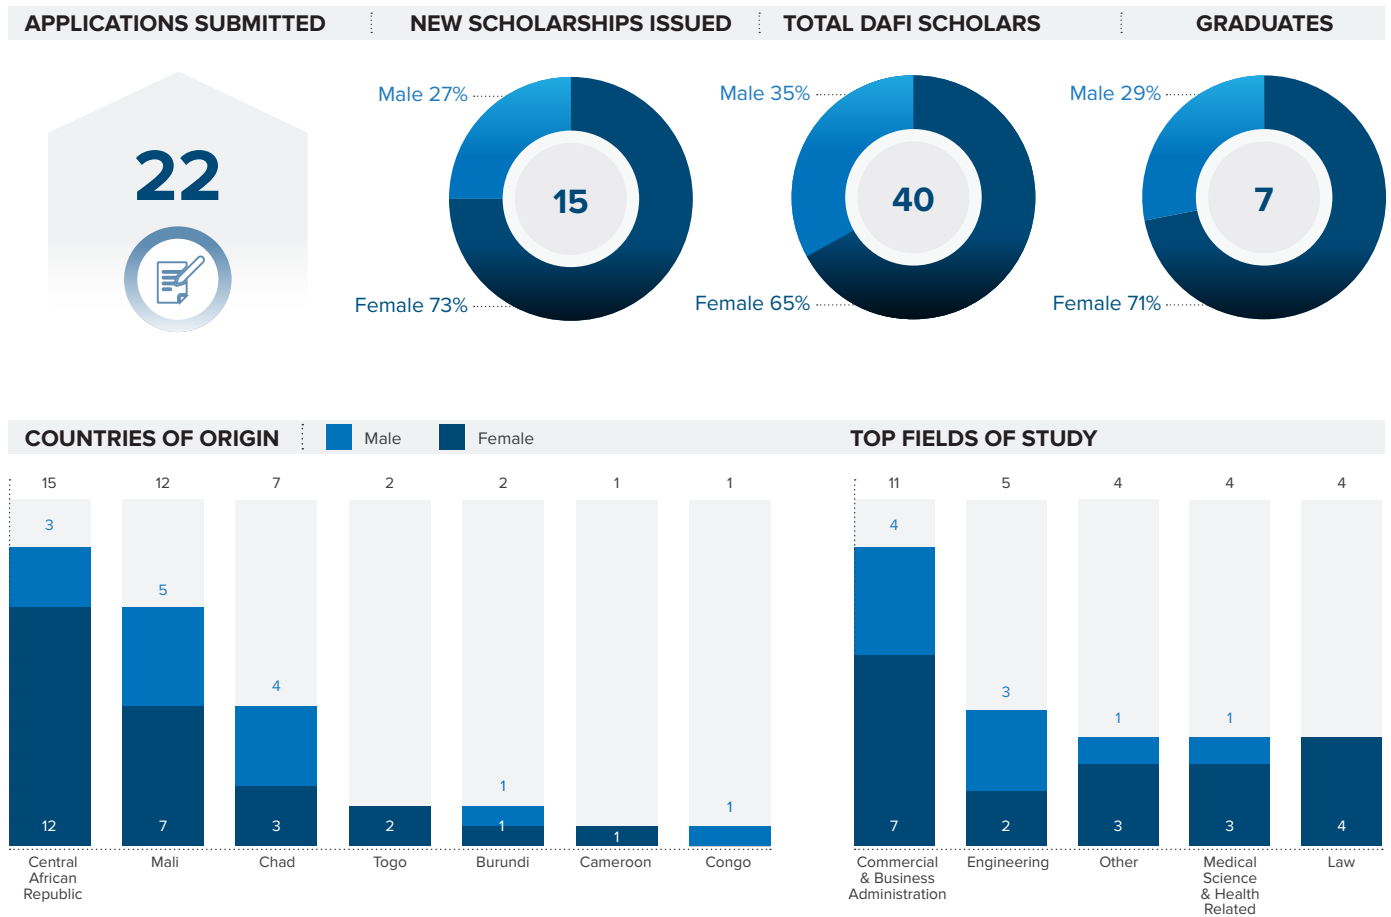 APPLICATIONS SUBMITTED
NEW SCHOLARSHIPS ISSUED
TOTAL DAFI SCHOLARS
GRADUATES
22
Male 27%
15
Female 73%
Male 35%
40
Female 65%
Male 29%
7
Female 71%
COUNTRIES OF ORIGIN
Male
Female
15
12
7
2
2
1
1
3
5
4
1
1
12
7
3
2
1
1
Central
African
Republic
Mali
Chad
Togo
Burundi
Cameroon
Congo
TOP FIELDS OF STUDY
11
5
4
4
4
4
3
1
1
7
2
3
3
4
Commercial
& Business
Administration
Engineering
Other
Medical
Science
& Health
Related
Law